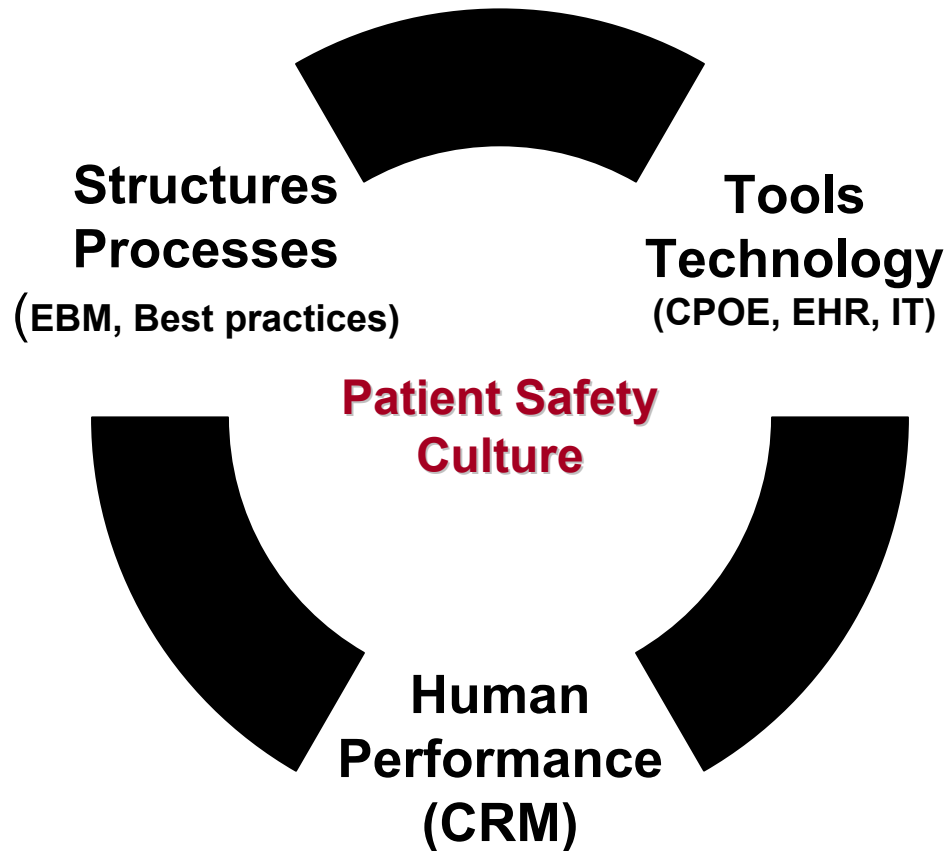 Structures
Processes
(EBM, Best practices)
Tools
Technology
(CPOE, EHR, IT)
Patient Safety
Culture
Human
Performance
(CRM)